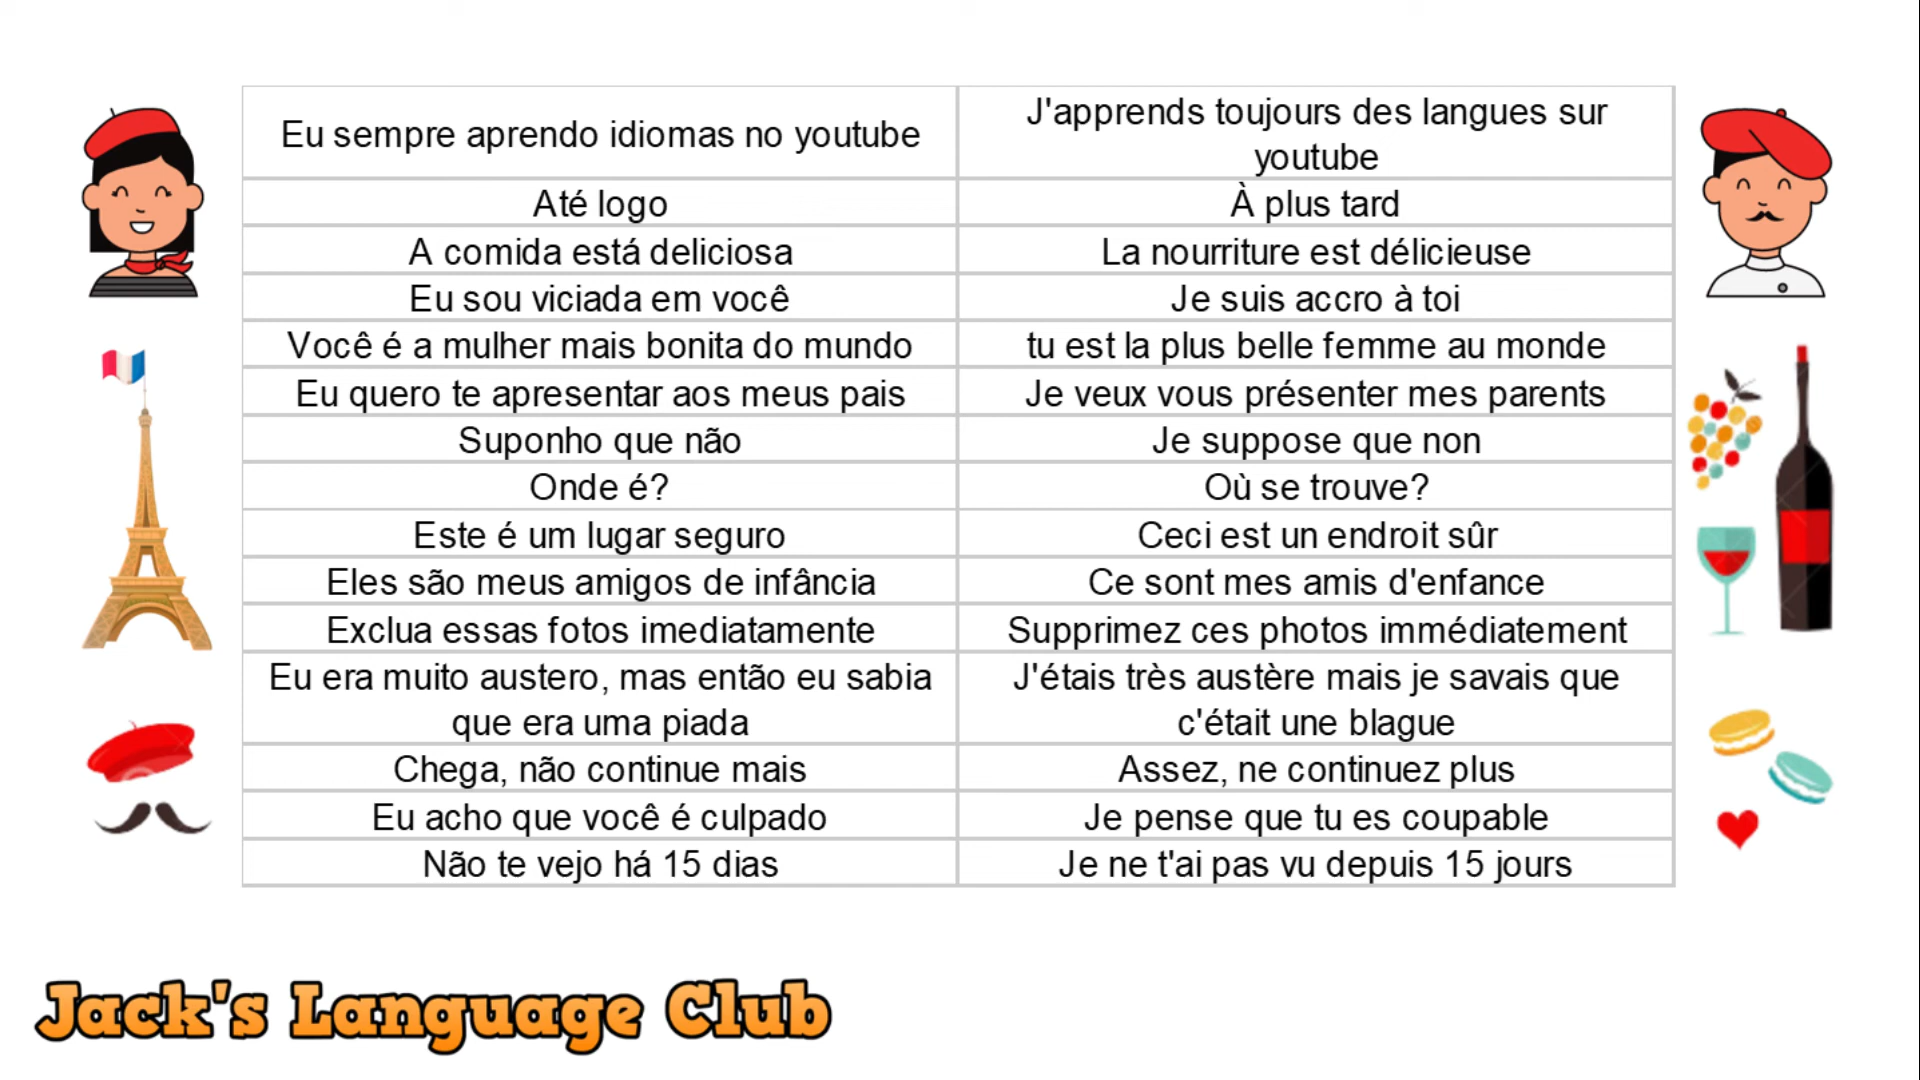 Eu sempre aprendo idiomas no youtube
J'apprends toujours des langues sur
youtube
Até logo
À plus tard
A comida está deliciosa
La nourriture est délicieuse
Eu sou viciada em você
Je suis accro à toi
Você é a mulher mais bonita do mundo
tu est la plus belle femme au monde
Eu quero te apresentar aos meus pais
Je veux vous présenter mes parents
Suponho que não
Je suppose que non
Onde é?
Où se trouve?
Este é um lugar seguro
Ceci est un endroit sûr
Eles são meus amigos de infância
Ce sont mes amis d'enfance
Exclua essas fotos imediatamente
Supprimez ces photos immédiatement
Eu era muito austero, mas então eu sabia
que era uma piada
J'étais très austère mais je savais que
c'était une blague
Chega, não continue mais
Assez, ne continuez plus
Eu acho que você é culpado
Je pense que tu es coupable
Não te vejo há 15 dias
Je ne t'ai pas vu depuis 15 jours
Jack's Language Club